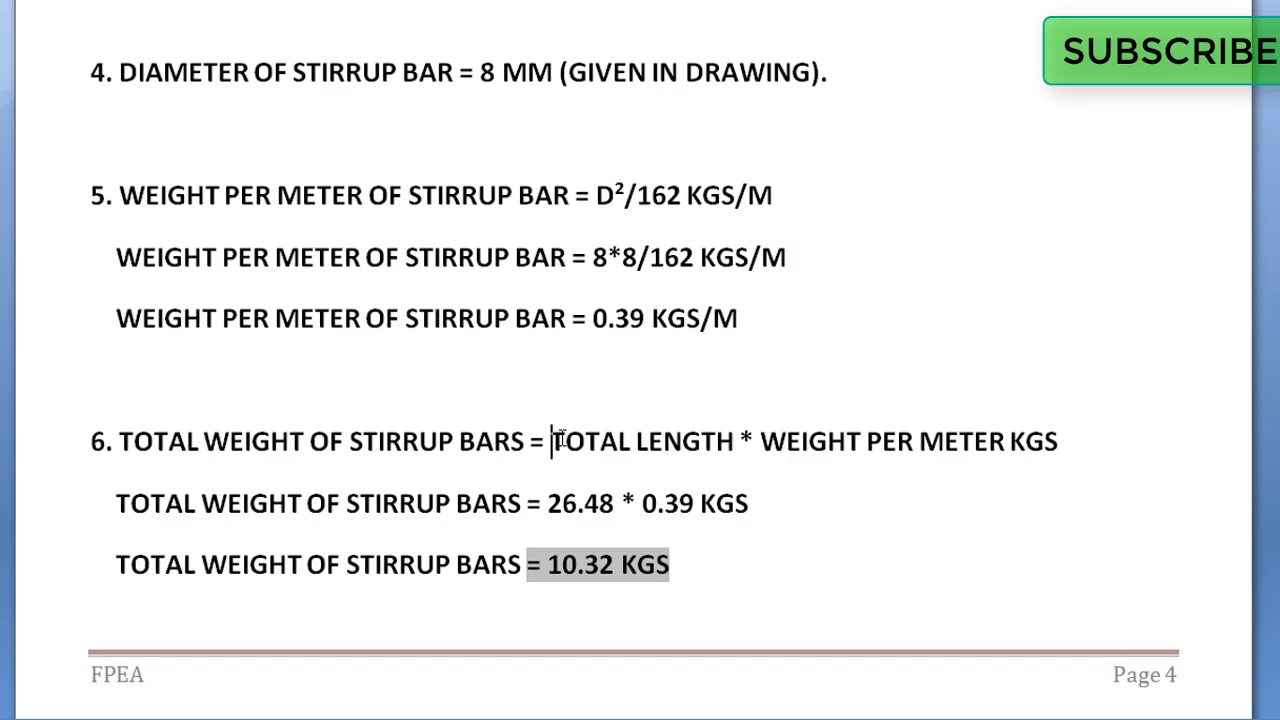 SUBSCRIBE
4. DIAMETER OF STIRRUP BAR = 8 MM (GIVEN IN DRAWING).
5. WEIGHT PER METER OF STIRRUP BAR = D²/162 KGS/M
WEIGHT PER METER OF STIRRUP BAR = 8*8/162 KGS/M
WEIGHT PER METER OF STIRRUP BAR = 0.39 KGS/M
6. TOTAL WEIGHT OF STIRRUP BARS = TOTAL LENGTH * WEIGHT PER METER KGS
TOTAL WEIGHT OF STIRRUP BARS = 26.48 * 0.39 KGS
TOTAL WEIGHT OF STIRRUP BARS = 10.32 KGS
FPEA Page 4